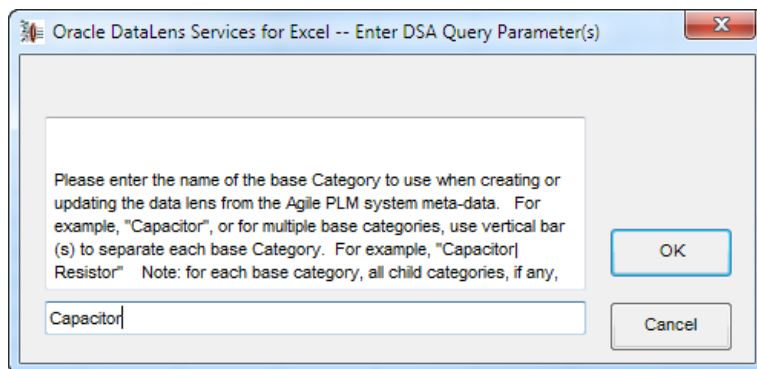 Oracle DataLens Services for Excel -- Enter DSA Query Parameter(s)
Please enter the name of the base Category to use when creating or
updating the data lens from the Agile PLM system meta-data.   For
example, "Capacitor", or for multiple base categories, use vertical bar
(s) to separate each base Category.  For example, "Capacitor|
Resistor"    Note: for each base category, all child categories, if any,
OK
Capacitor
Cancel